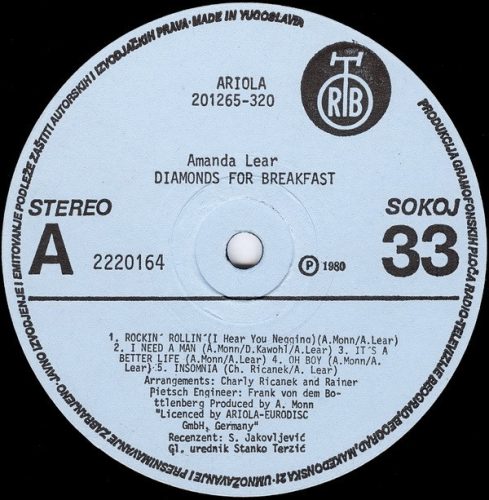 ARIOLA
201265-320
RTB
Amanda Lear
DIAMONDS FOR BREAKFAST
STEREO
SOKOJ
A
2220164
P 1980
33
1. ROCKIN´ ROLLIN´(I Hear You Nagging)(A.Monn/A.Lear)
2. I NEED A MAN (A.Monn/D.Kawohl/A.Lear) 3. IT´S A
BETTER LIFE (A.Monn/A.Lear) 4. OH BOY (A.Monn/A.
Lear) 5. INSOMNIA (Ch. Ricanek/A. Lear)
Arrangements: Charly Ricanek and Rainer
Pietsch Engineer: Frank von dem Bo-
ttlenberg Produced by A. Monn
"Licenced by ARIOLA-EURODISC
GmbH, Germany"
Recenzent: S. Jakovljević
Gl. urednik Stanko Terzić
PRODUKCIJA GRAMOFONSKIH PLOČA RADIO-TELEVIZIJE BEOGRAD, BEOGRAD, MAKEDONSKA 21 · UMNOŽAVANJE I PRESNIMAVANJE ZABRANJENO · JAVNO IZVODJENJE I EMITOVANJE PODLEŽE ZAŠTITI AUTORSKIH I IZVODJAČKIH PRAVA · MADE IN YUGOSLAVIA